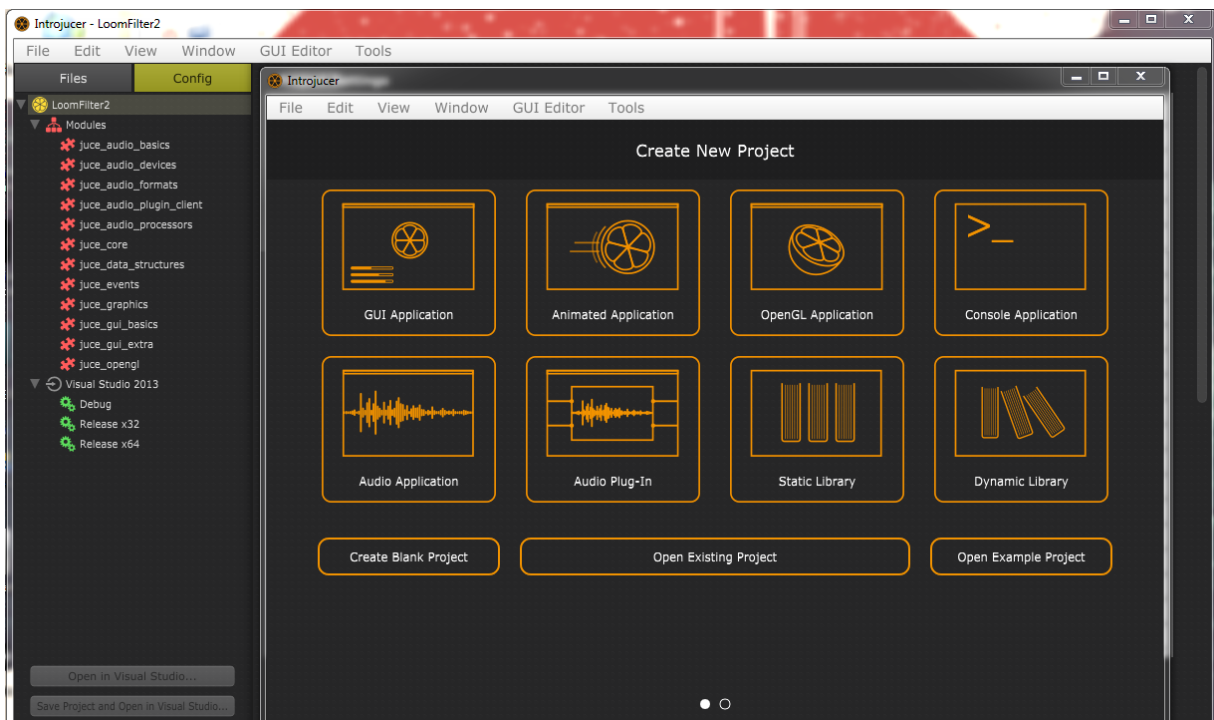 Introjucer - LoomFilter2
File Edit View Window GUI Editor Tools
Files Config
LoomFilter2
Modules
juce_audio_basics
juce_audio_devices
juce_audio_formats
juce_audio_plugin_client
juce_audio_processors
juce_core
juce_data_structures
juce_events
juce_graphics
juce_gui_basics
juce_gui_extra
juce_opengl
Visual Studio 2013
Debug
Release x32
Release x64
Open in Visual Studio...
Save Project and Open in Visual Studio...
Introjucer
File Edit View Window GUI Editor Tools
Create New Project
GUI Application
Animated Application
OpenGL Application
>_
Console Application
Audio Application
Audio Plug-In
Static Library
Dynamic Library
Create Blank Project
Open Existing Project
Open Example Project